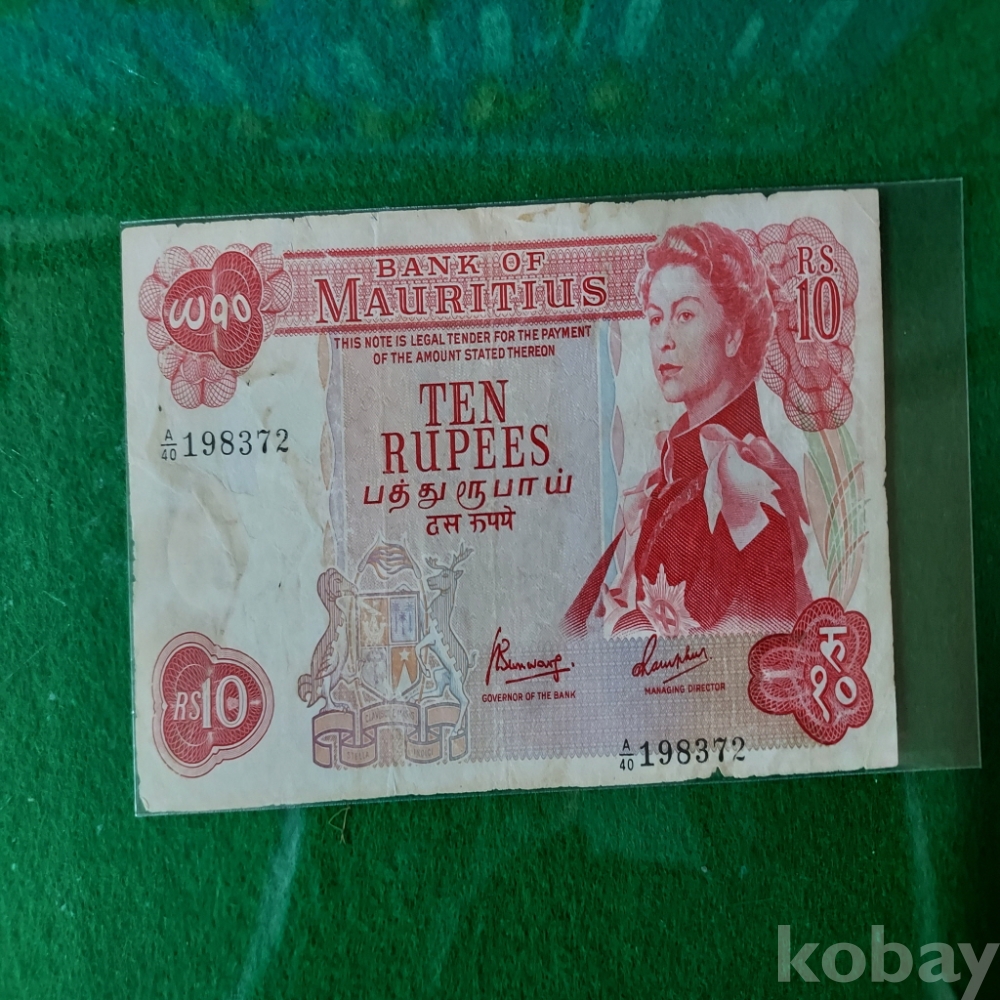 BANK OF
MAURITIUS
RS.
10
THIS NOTE IS LEGAL TENDER FOR THE PAYMENT
OF THE AMOUNT STATED THEREON
TEN
RUPEES
A/40 198372
பத்து ரூபாய்
दस रुपये
RS10
GOVERNOR OF THE BANK
MANAGING DIRECTOR
रु
१०
A/40 198372
kobay